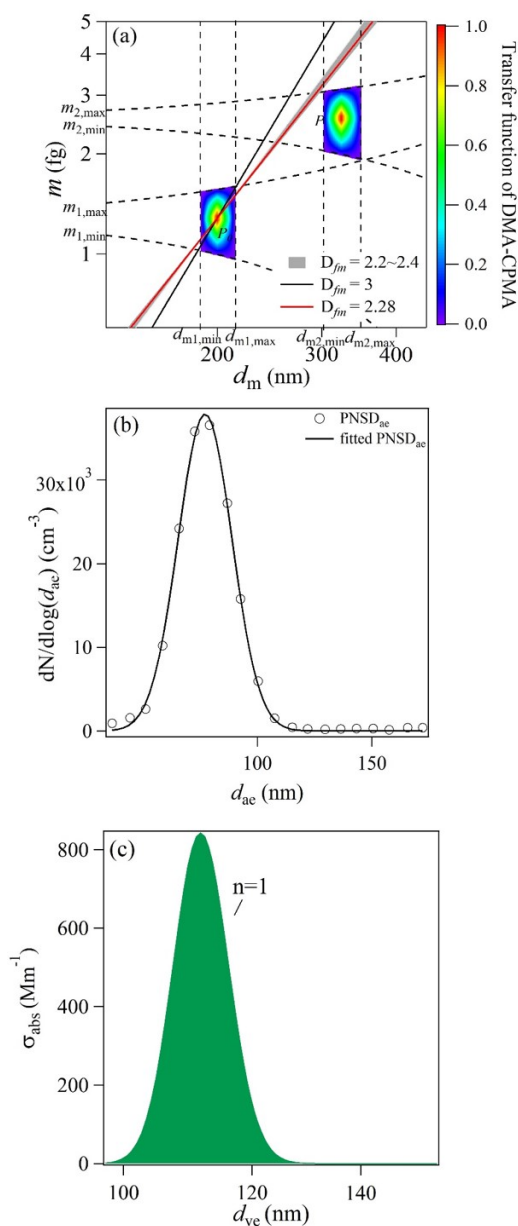 (a)
5
4
3
2
1
m (fg)
m2,max
m2,min
m1,max
m1,min
P
P
Dfm = 2.2~2.4
Dfm = 3
Dfm = 2.28
dm1,min
dm1,max
dm2,min
dm2,max
200
300
400
dm (nm)
1.0
0.8
0.6
0.4
0.2
0.0
Transfer function of DMA-CPMA
(b)
PNSDae
fitted PNSDae
30x10³
20
10
0
dN/dlog(dae) (cm⁻³)
100
150
dae (nm)
(c)
n=1
800
600
400
200
0
σabs (Mm⁻¹)
100
120
140
dve (nm)